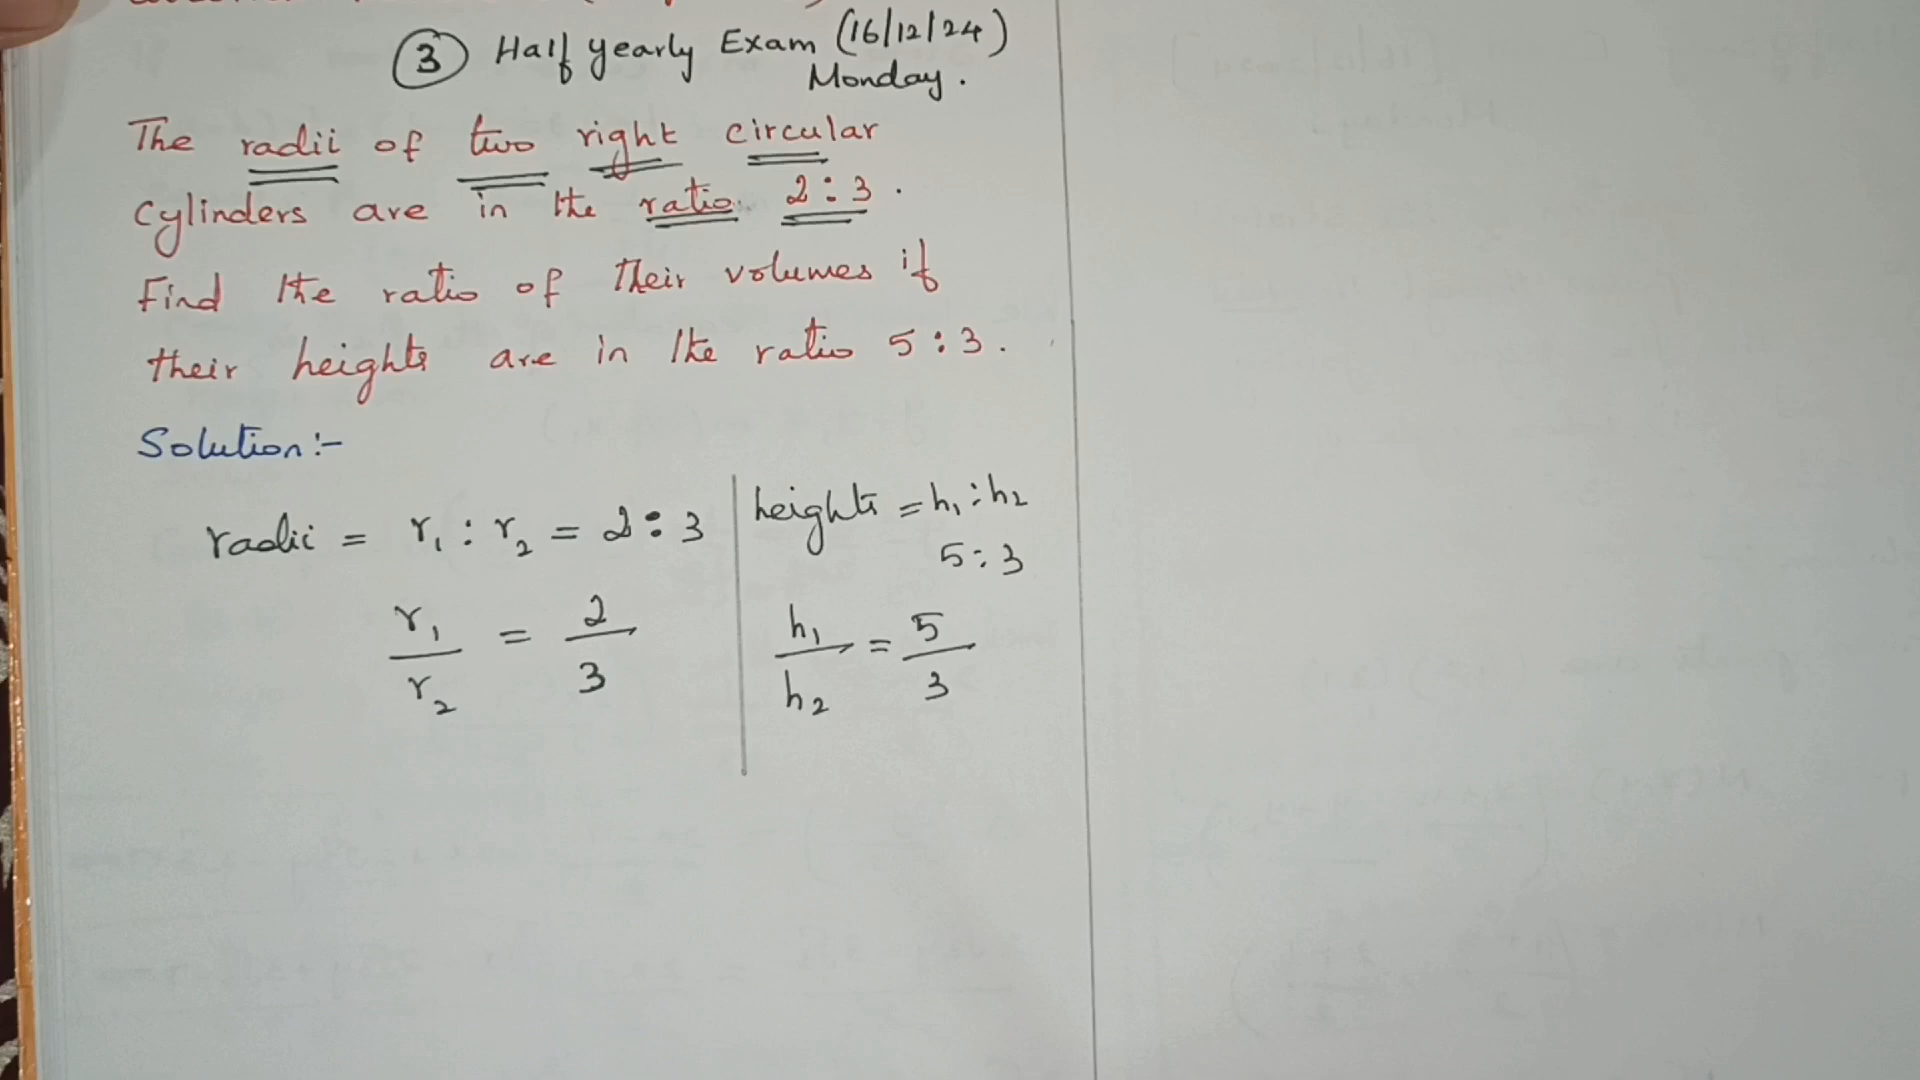 3 Half yearly Exam (16/12/24)
Monday.
The radii of two right circular
Cylinders are in the ratio 2:3.
Find the ratio of their volumes if
their heights are in the ratio 5:3.
Solution:-
radii = r₁ : r₂ = 2:3
r₁/r₂ = 2/3
heights = h₁:h₂
5:3
h₁/h₂ = 5/3